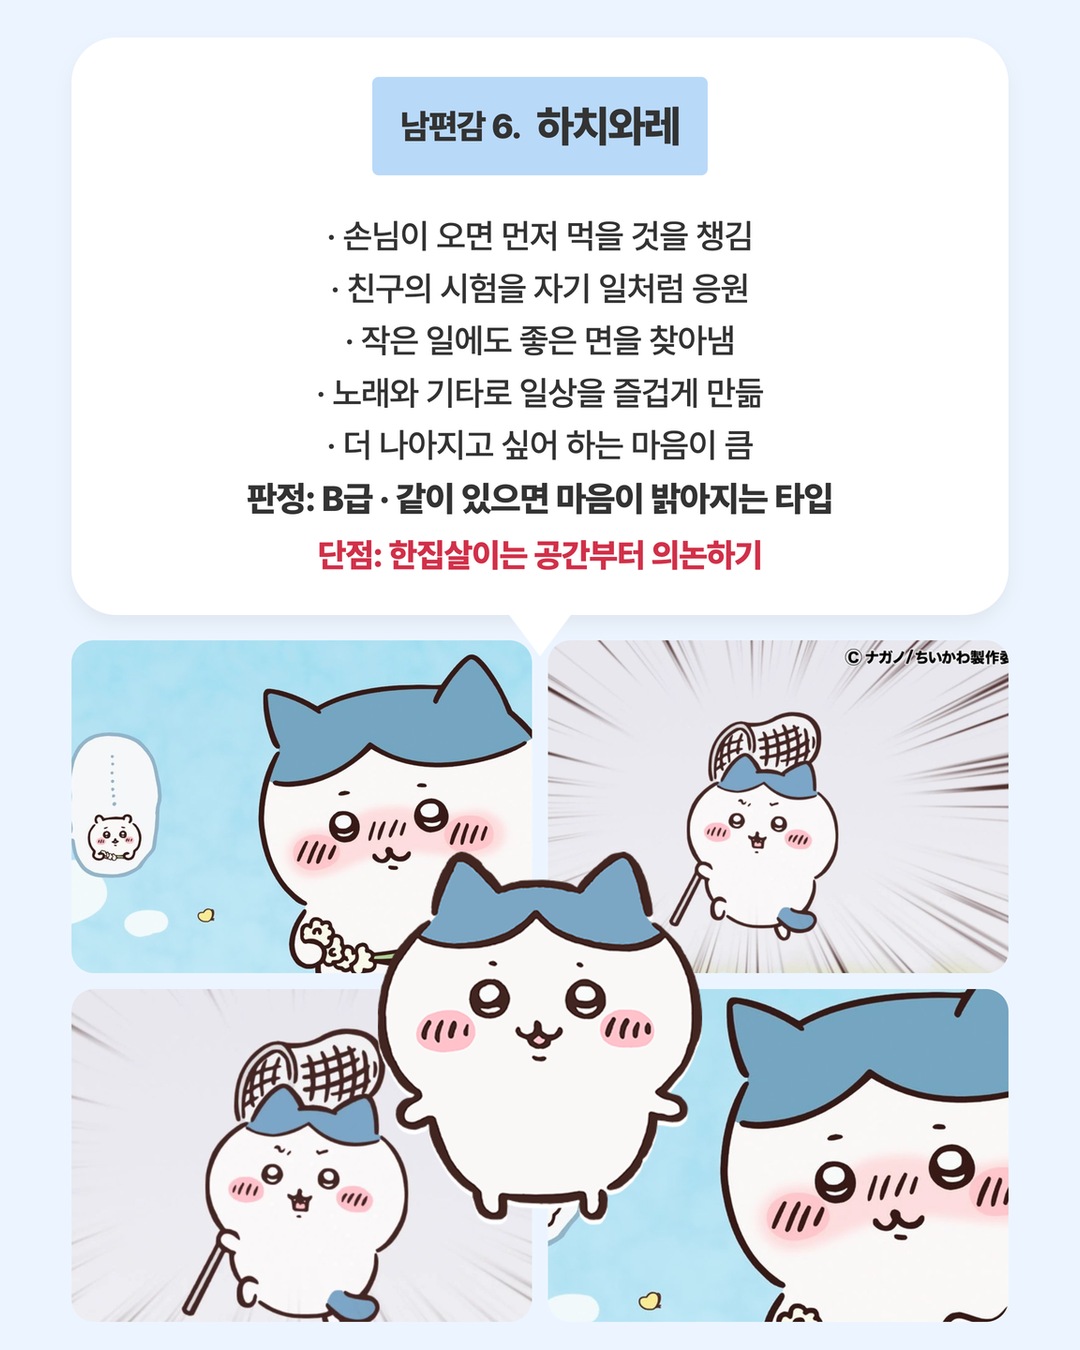 남편감 6. 하치와레
· 손님이 오면 먼저 먹을 것을 챙김
· 친구의 시험을 자기 일처럼 응원
· 작은 일에도 좋은 면을 찾아냄
· 노래와 기타로 일상을 즐겁게 만듦
· 더 나아지고 싶어 하는 마음이 큼
판정: B급 · 같이 있으면 마음이 밝아지는 타입
단점: 한집살이는 공간부터 의논하기
© ナガノ/ちいかわ製作委